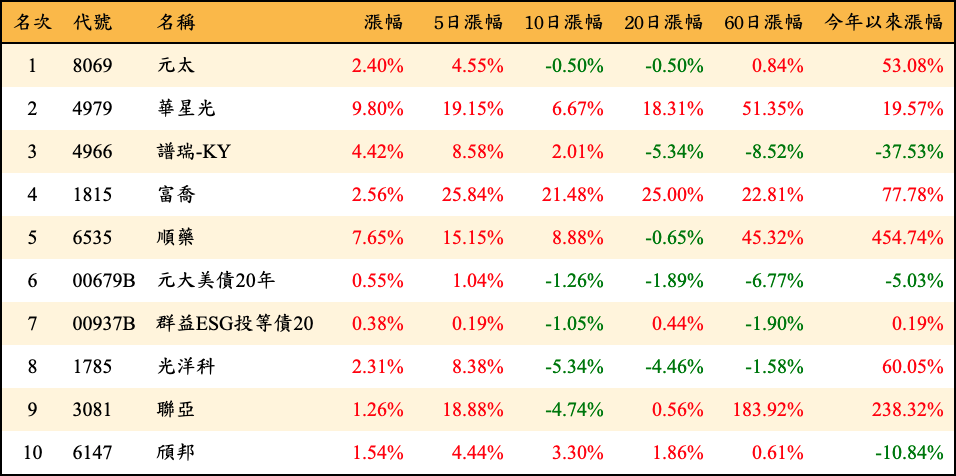 名次 代號 名稱 漲幅 5日漲幅 10日漲幅 20日漲幅 60日漲幅 今年以來漲幅
1 8069 元太 2.40% 4.55% -0.50% -0.50% 0.84% 53.08%
2 4979 華星光 9.80% 19.15% 6.67% 18.31% 51.35% 19.57%
3 4966 譜瑞-KY 4.42% 8.58% 2.01% -5.34% -8.52% -37.53%
4 1815 富喬 2.56% 25.84% 21.48% 25.00% 22.81% 77.78%
5 6535 順藥 7.65% 15.15% 8.88% -0.65% 45.32% 454.74%
6 00679B 元大美債20年 0.55% 1.04% -1.26% -1.89% -6.77% -5.03%
7 00937B 群益ESG投等債20 0.38% 0.19% -1.05% 0.44% -1.90% 0.19%
8 1785 光洋科 2.31% 8.38% -5.34% -4.46% -1.58% 60.05%
9 3081 聯亞 1.26% 18.88% -4.74% 0.56% 183.92% 238.32%
10 6147 頎邦 1.54% 4.44% 3.30% 1.86% 0.61% -10.84%